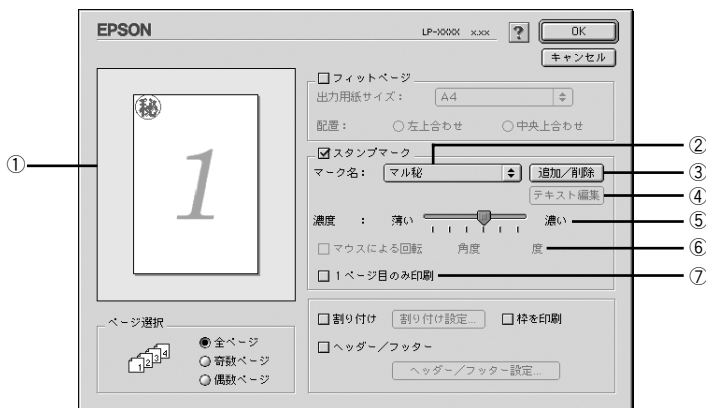 EPSON
LP-XXXX x.xx
?
OK
キャンセル
□フィットページ
出力用紙サイズ： A4
配置： ○左上合わせ ○中央上合わせ
☑スタンプマーク
マーク名： マル秘 追加／削除
テキスト編集
濃度 ： 薄い 濃い
□マウスによる回転 角度 度
□1ページ目のみ印刷
秘
1
ページ選択
1 2 3 4
◉全ページ
○奇数ページ
○偶数ページ
□割り付け 割り付け設定... □枠を印刷
□ヘッダー／フッター
ヘッダー／フッター設定...
①
②
③
④
⑤
⑥
⑦